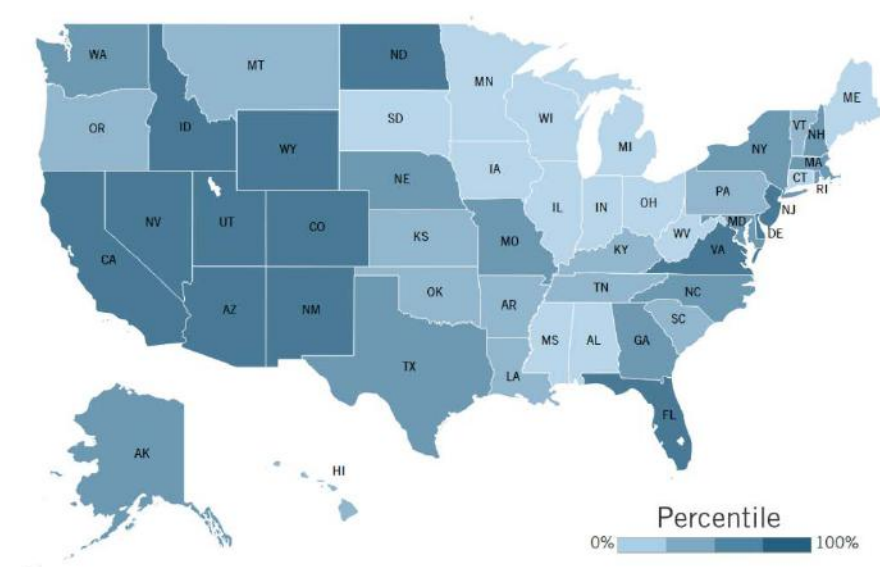 WA
MT
ND
MN
ME
OR
ID
SD
WI
VT
NH
WY
MI
NY
MA
IA
CT
RI
NE
PA
NV
UT
CO
IL
IN
OH
NJ
MD
DE
KS
MO
WV
VA
CA
KY
AZ
NM
OK
AR
TN
NC
SC
MS
AL
GA
TX
LA
FL
AK
HI
Percentile
0% 100%